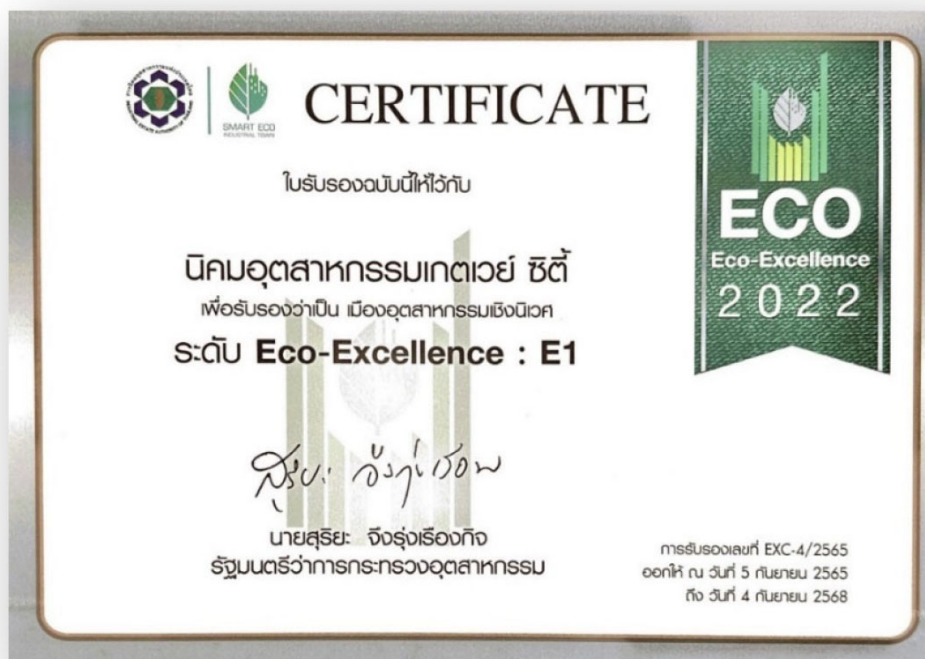 SMART ECO
INDUSTRIAL TOWN
CERTIFICATE
ใบรับรองฉบับนี้ให้ไว้กับ
นิคมอุตสาหกรรมเกตเวย์ ซิตี้
เพื่อรับรองว่าเป็น เมืองอุตสาหกรรมเชิงนิเวศ
ระดับ Eco-Excellence : E1
ECO
Eco-Excellence
2022
นายสุริยะ จึงรุ่งเรืองกิจ
รัฐมนตรีว่าการกระทรวงอุตสาหกรรม
การรับรองเลขที่ EXC-4/2565
ออกให้ ณ วันที่ 5 กันยายน 2565
ถึง วันที่ 4 กันยายน 2568